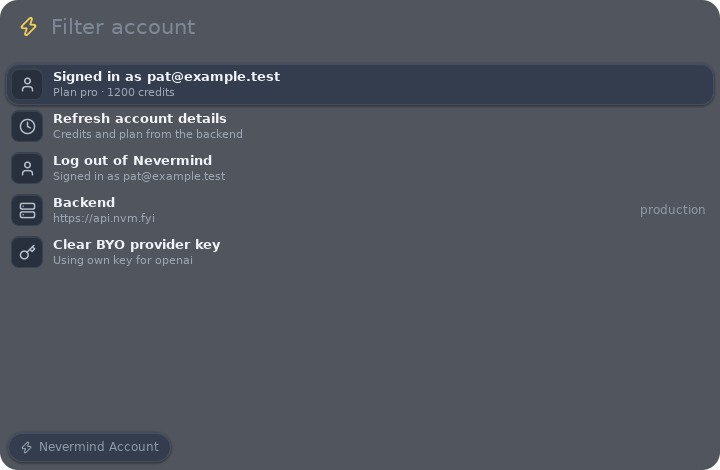 Filter account
Signed in as pat@example.test
Plan pro · 1200 credits
Refresh account details
Credits and plan from the backend
Log out of Nevermind
Signed in as pat@example.test
Backend
https://api.nvm.fyi
production
Clear BYO provider key
Using own key for openai
Nevermind Account